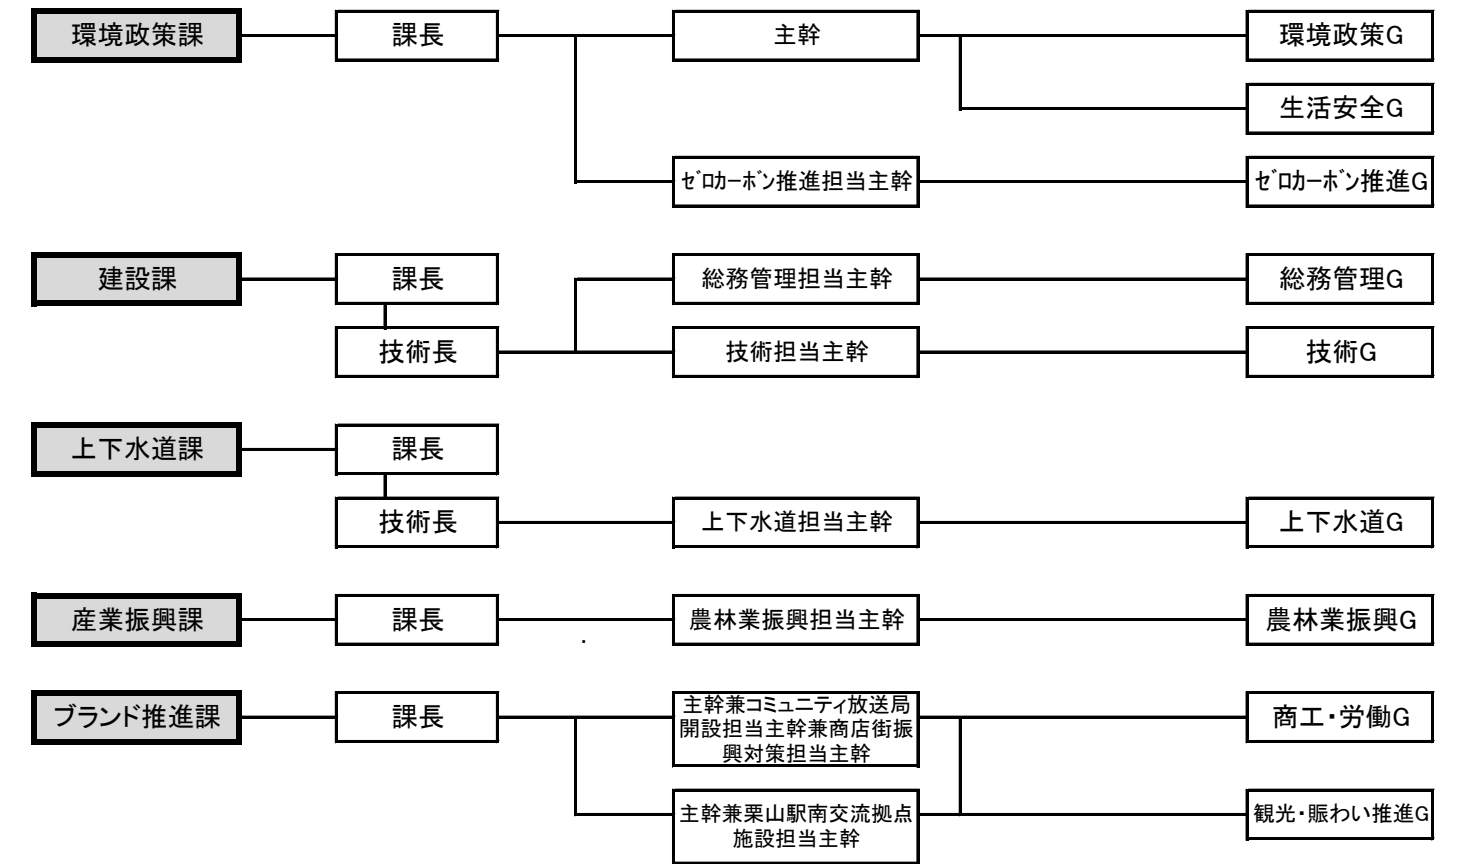 環境政策課
課長
主幹
環境政策G
生活安全G
ｾﾞﾛｶｰﾎﾞﾝ推進担当主幹
ｾﾞﾛｶｰﾎﾞﾝ推進G
建設課
課長
総務管理担当主幹
総務管理G
技術長
技術担当主幹
技術G
上下水道課
課長
技術長
上下水道担当主幹
上下水道G
産業振興課
課長
農林業振興担当主幹
農林業振興G
ブランド推進課
課長
主幹兼コミュニティ放送局
開設担当主幹兼商店街振
興対策担当主幹
商工・労働G
主幹兼栗山駅南交流拠点
施設担当主幹
観光・賑わい推進G